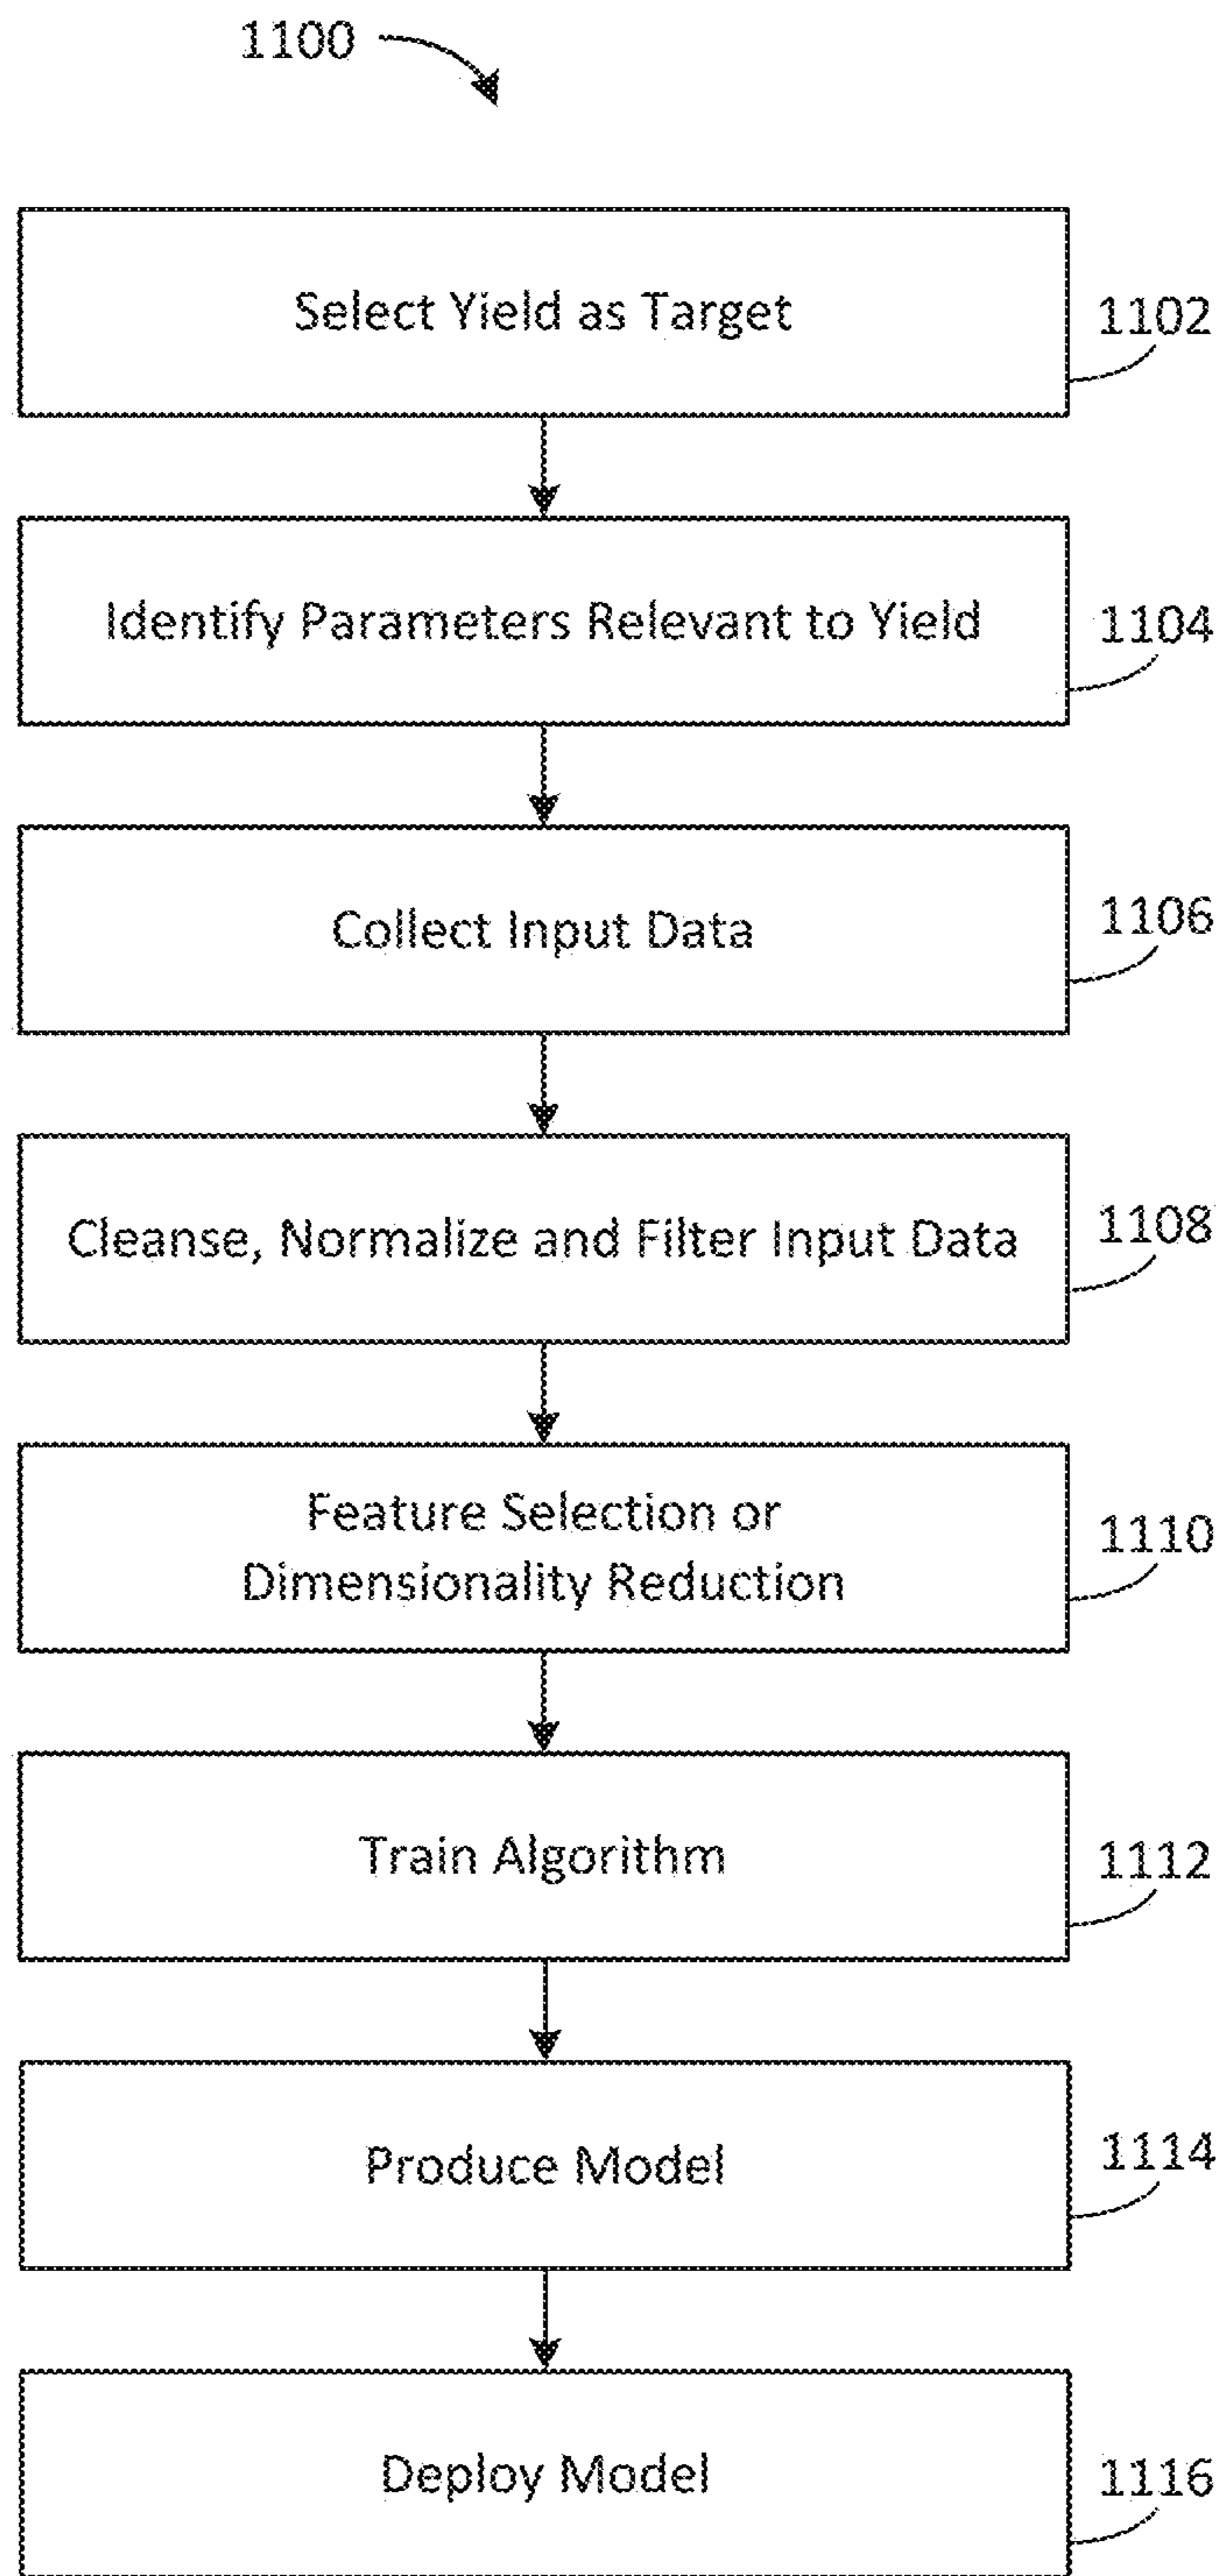 1100
Select Yield as Target
1102
Identify Parameters Relevant to Yield
1104
Collect Input Data
1106
Cleanse, Normalize and Filter Input Data
1108
Feature Selection or
Dimensionality Reduction
1110
Train Algorithm
1112
Produce Model
1114
Deploy Model
1116